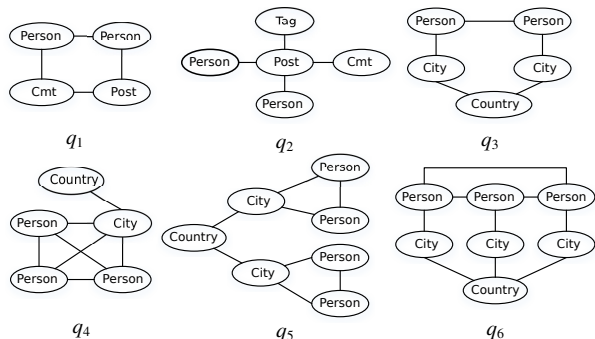 Person Person
Cmt Post
q1
Tag
Person Post Cmt
Person
q2
Person Person
City City
Country
q3
Country
Person City
Person Person
q4
Person
City
Person
Country
City Person
Person
q5
Person Person Person
City City City
Country
q6